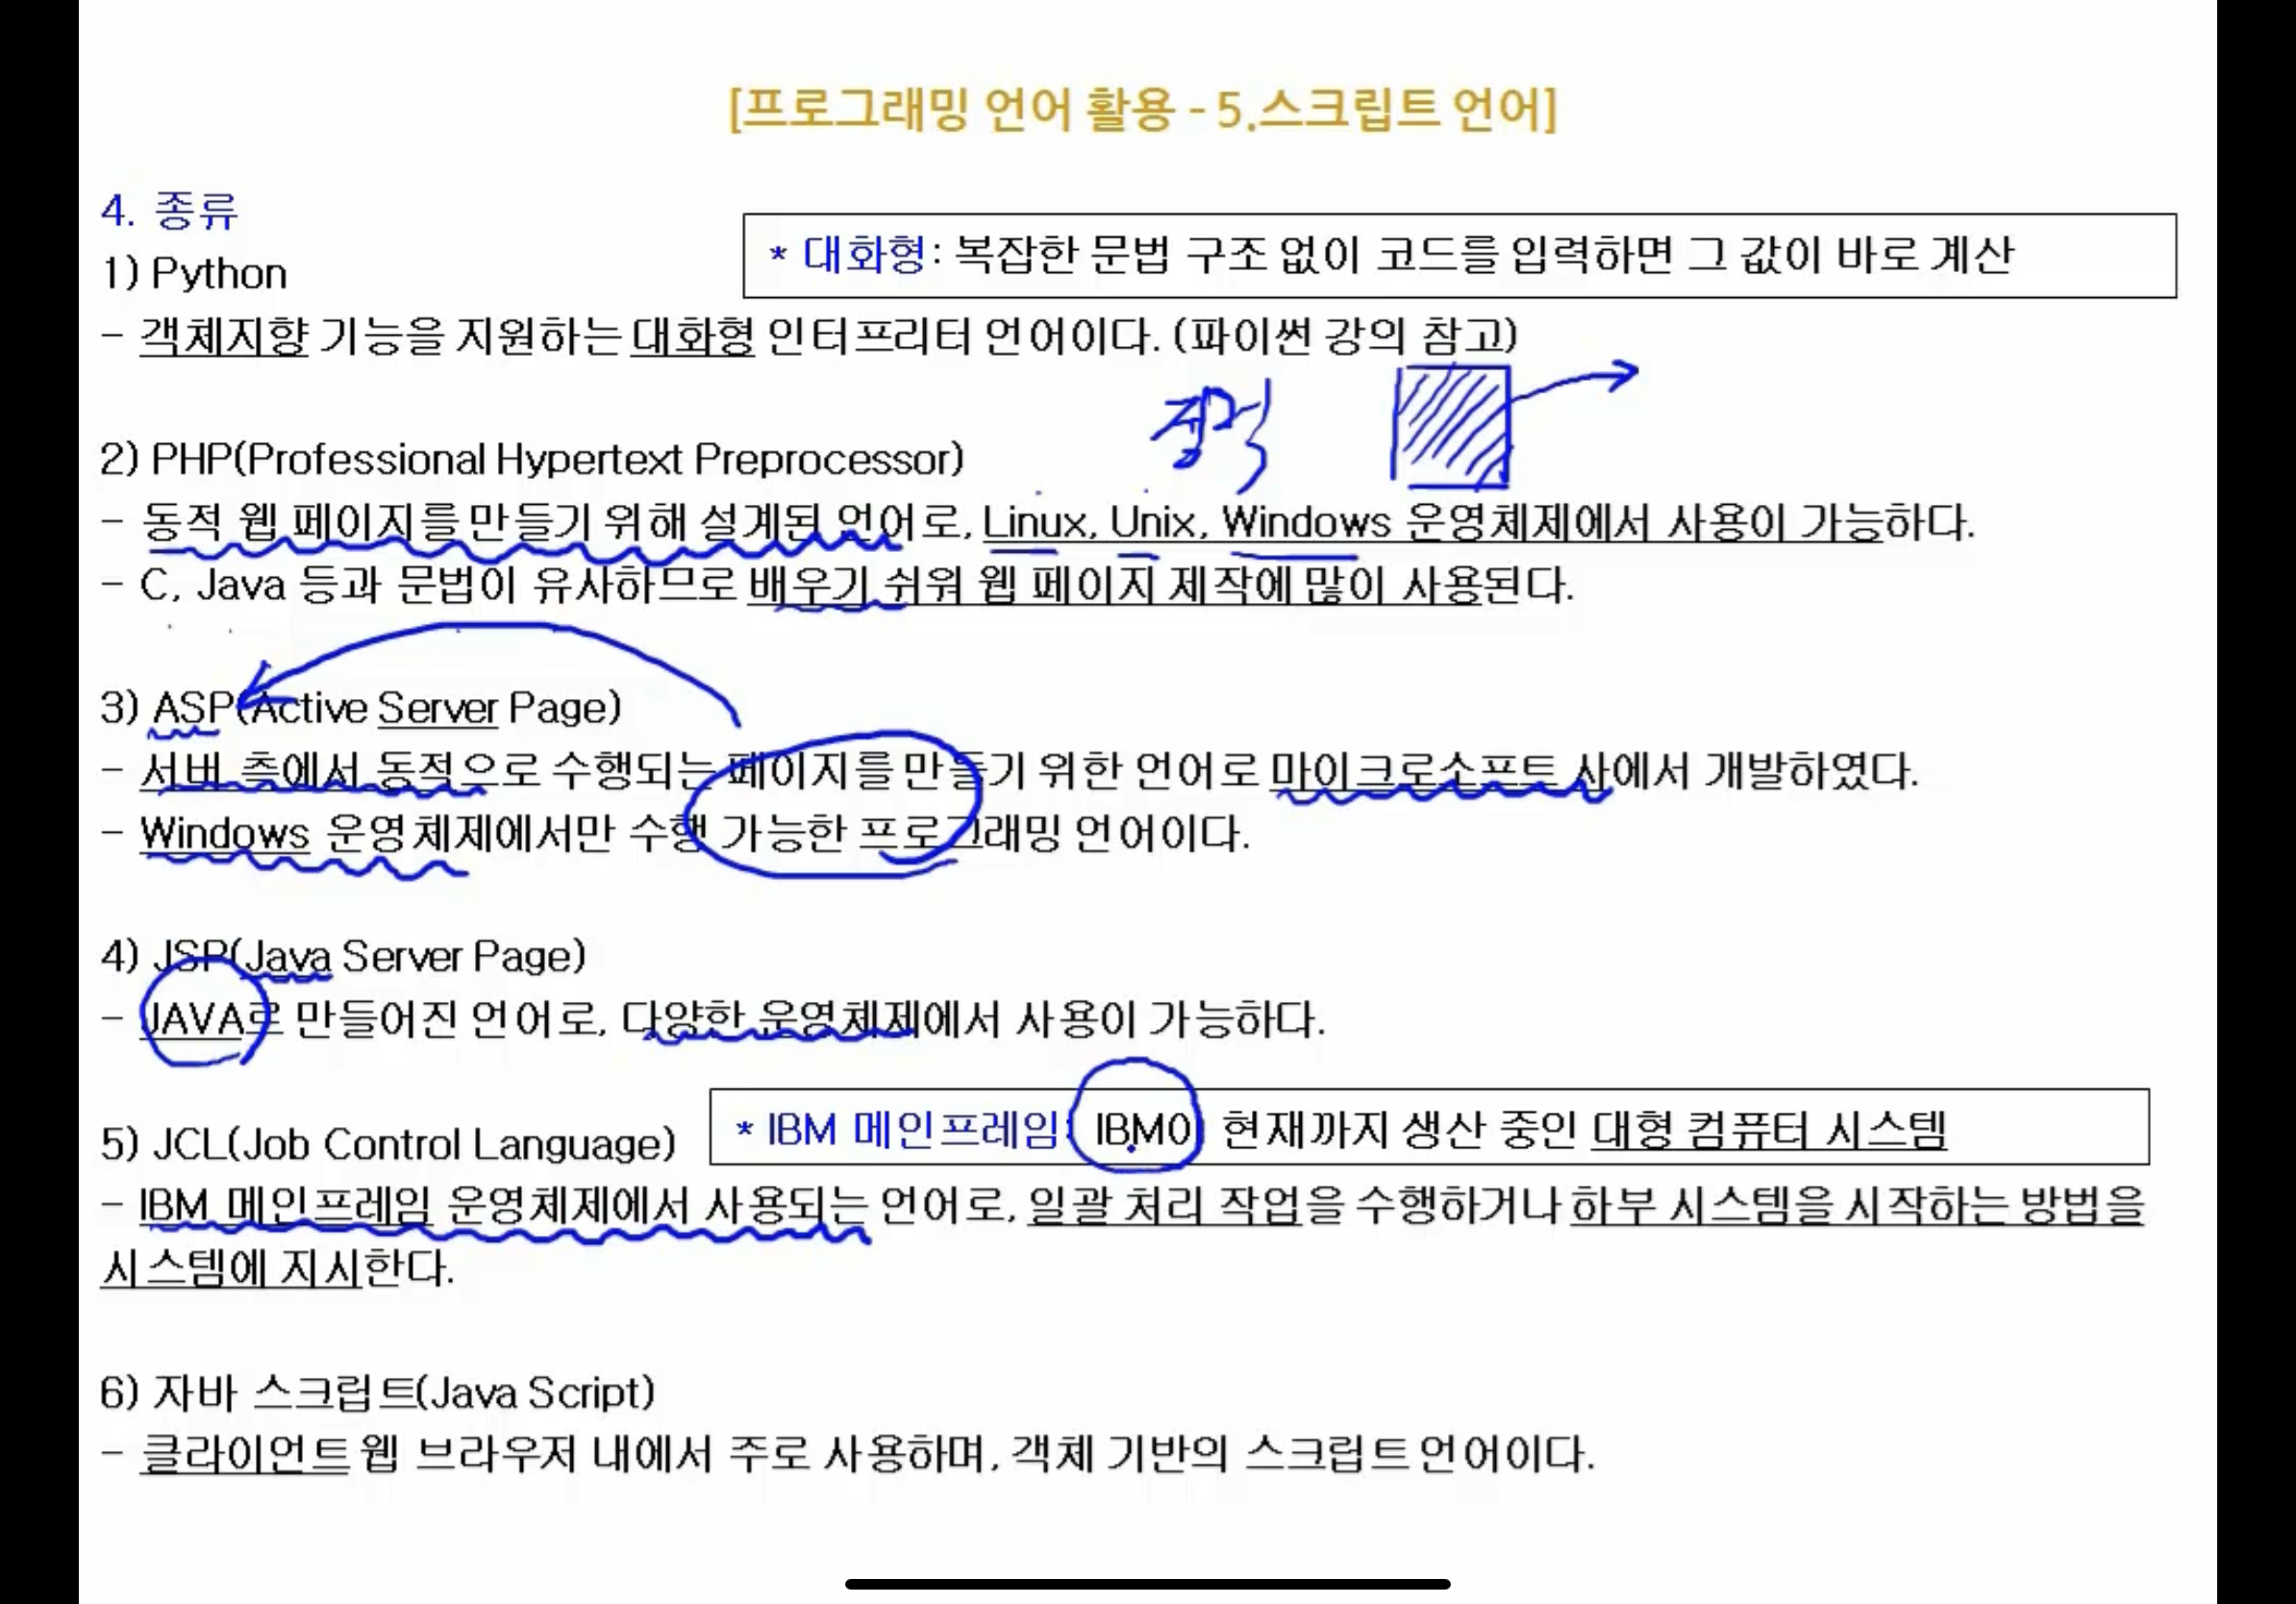 [프로그래밍 언어 활용 - 5.스크립트 언어]
4. 종류
* 대화형: 복잡한 문법 구조 없이 코드를 입력하면 그 값이 바로 계산
1) Python
- 객체지향 기능을 지원하는 대화형 인터프리터 언어이다. (파이썬 강의 참고)
2) PHP(Professional Hypertext Preprocessor)
- 동적 웹 페이지를 만들기 위해 설계된 언어로, Linux, Unix, Windows 운영체제에서 사용이 가능하다.
- C, Java 등과 문법이 유사하므로 배우기 쉬워 웹 페이지 제작에 많이 사용된다.
3) ASP(Active Server Page)
- 서버 측에서 동적으로 수행되는 페이지를 만들기 위한 언어로 마이크로소프트 사에서 개발하였다.
- Windows 운영체제에서만 수행 가능한 프로그래밍 언어이다.
4) JSP(Java Server Page)
- JAVA로 만들어진 언어로, 다양한 운영체제에서 사용이 가능하다.
5) JCL(Job Control Language)
* IBM 메인프레임: IBM이 현재까지 생산 중인 대형 컴퓨터 시스템
- IBM 메인프레임 운영체제에서 사용되는 언어로, 일괄 처리 작업을 수행하거나 하부 시스템을 시작하는 방법을
시스템에 지시한다.
6) 자바 스크립트(Java Script)
- 클라이언트 웹 브라우저 내에서 주로 사용하며, 객체 기반의 스크립트 언어이다.